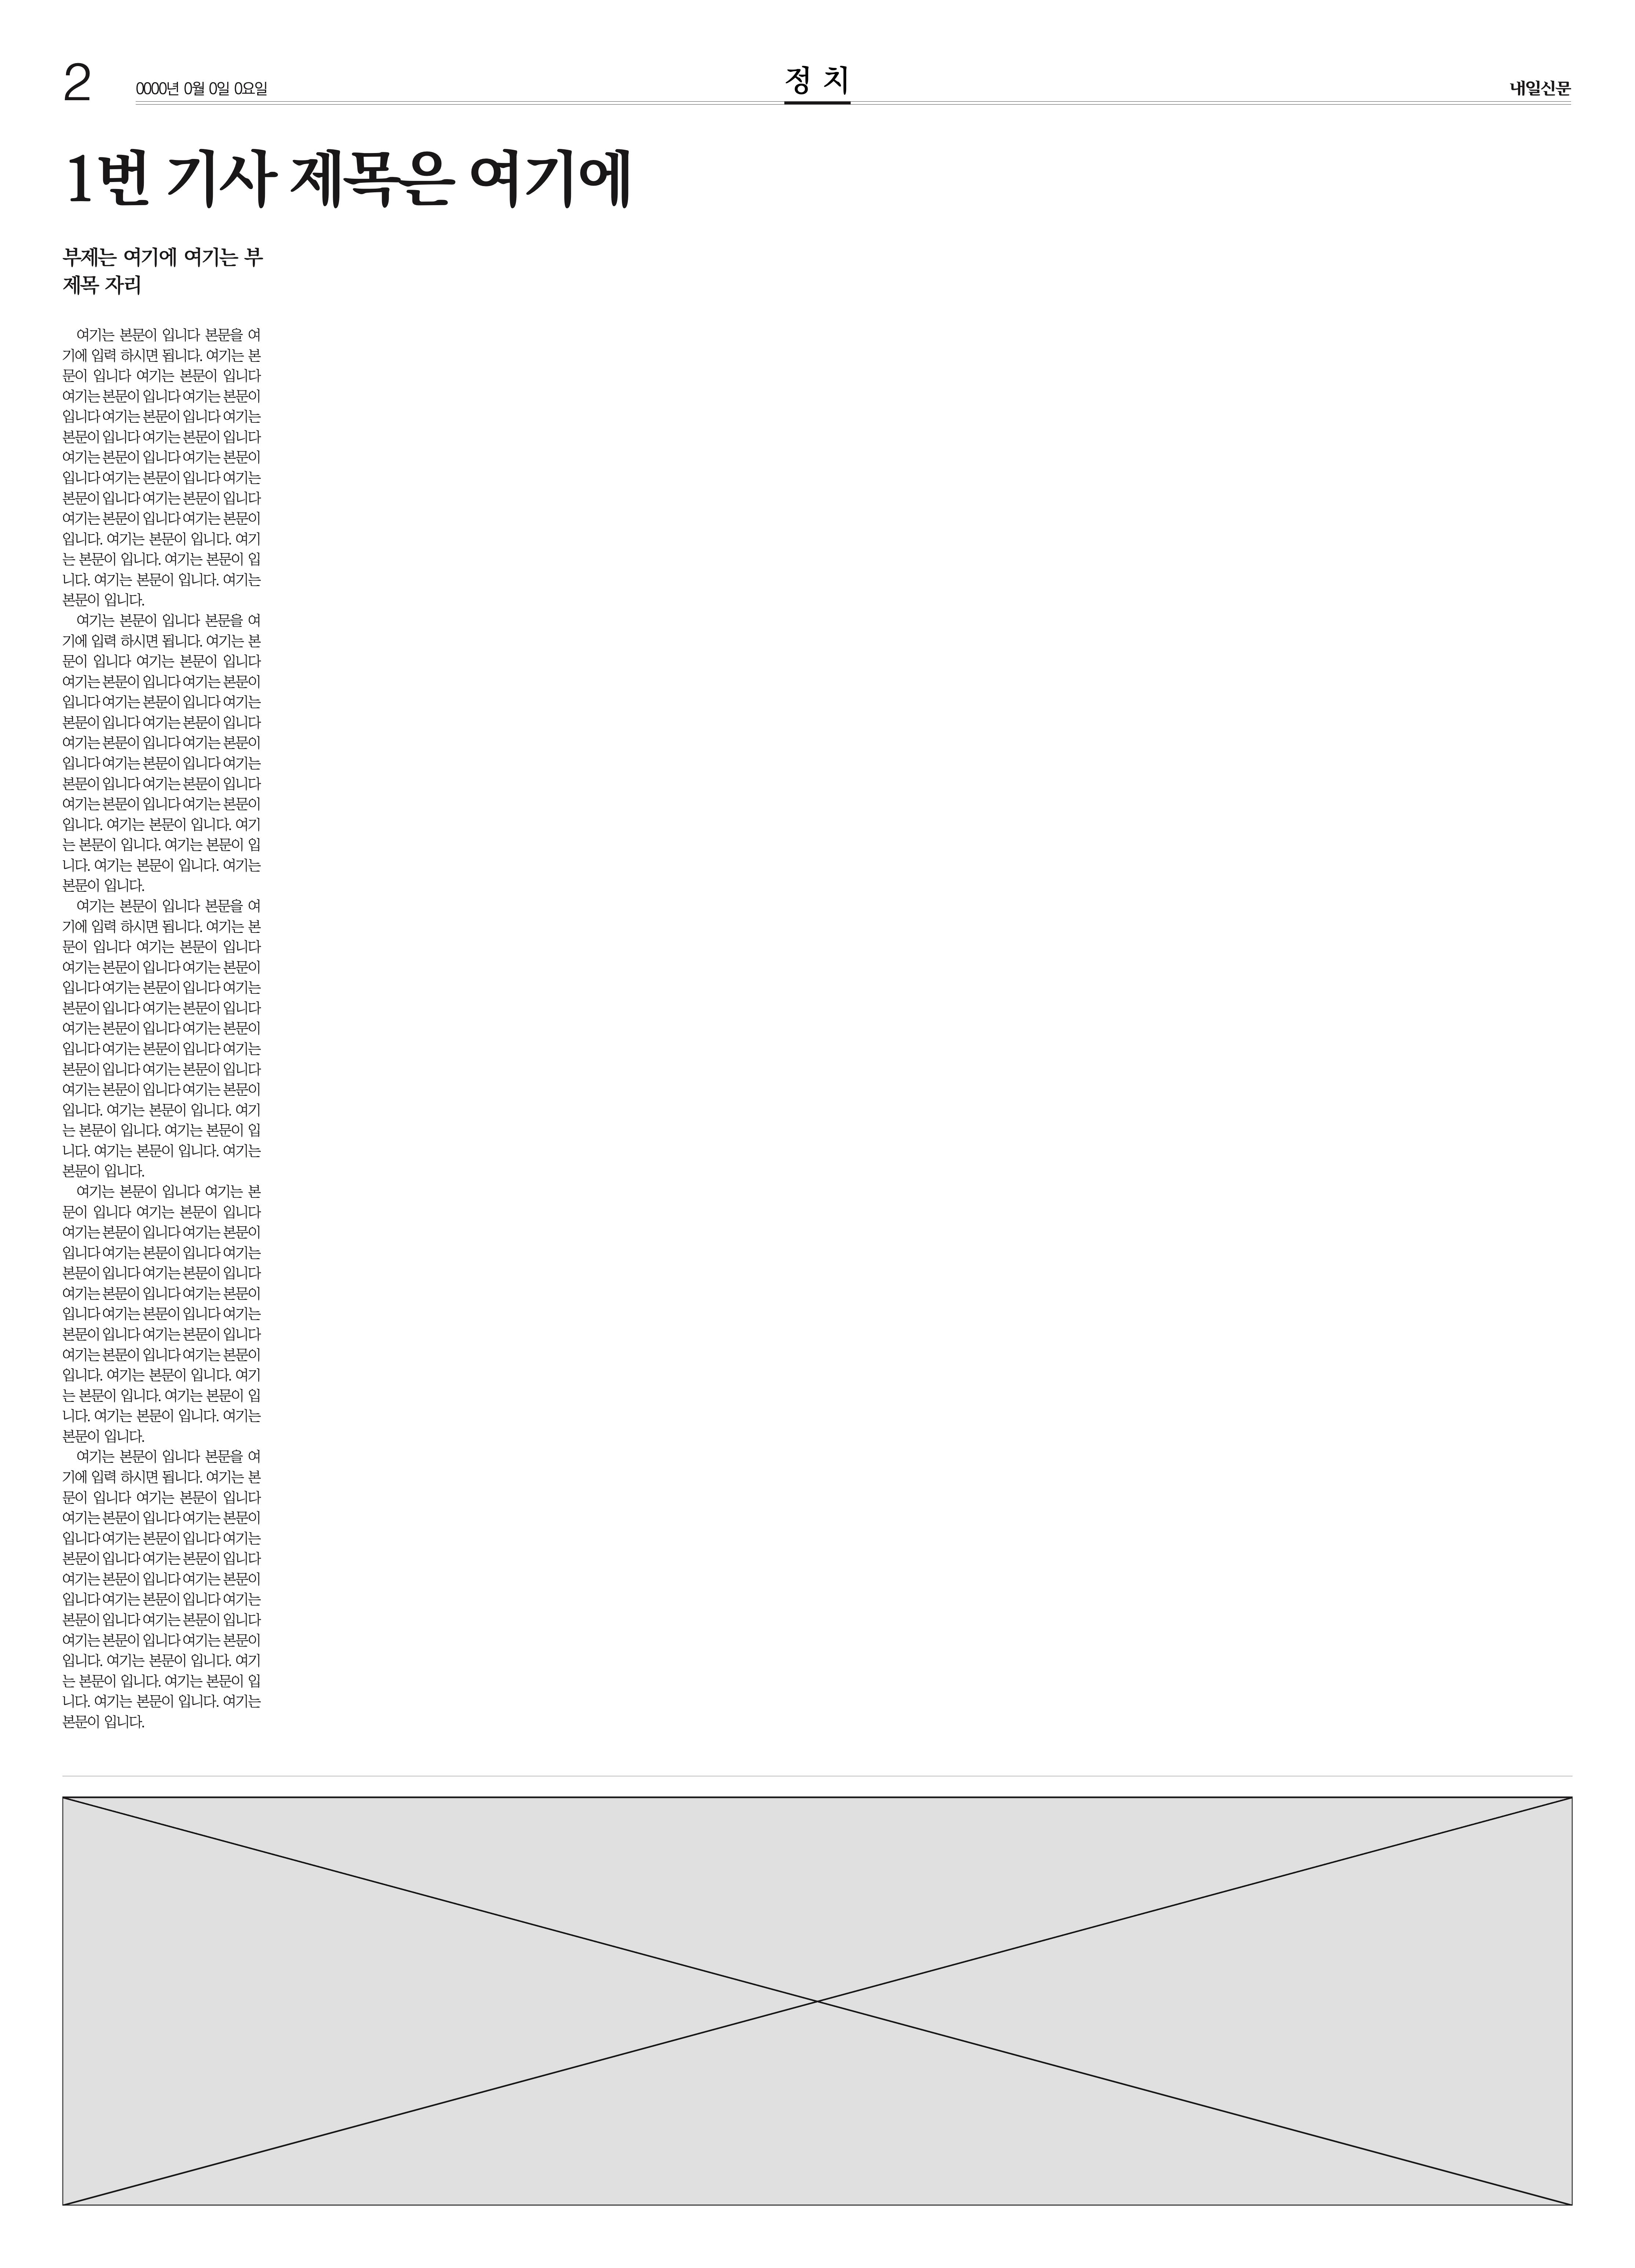 2
0000년 0월 0일 0요일
정 치
내일신문
1번 기사 제목은 여기에
부제는 여기에 여기는 부
제목 자리
여기는 본문이 입니다 본문을 여
기에 입력 하시면 됩니다. 여기는 본
문이 입니다 여기는 본문이 입니다
여기는 본문이 입니다 여기는 본문이
입니다 여기는 본문이 입니다 여기는
본문이 입니다 여기는 본문이 입니다
여기는 본문이 입니다 여기는 본문이
입니다 여기는 본문이 입니다 여기는
본문이 입니다 여기는 본문이 입니다
여기는 본문이 입니다 여기는 본문이
입니다. 여기는 본문이 입니다. 여기
는 본문이 입니다. 여기는 본문이 입
니다. 여기는 본문이 입니다. 여기는
본문이 입니다.
여기는 본문이 입니다 본문을 여
기에 입력 하시면 됩니다. 여기는 본
문이 입니다 여기는 본문이 입니다
여기는 본문이 입니다 여기는 본문이
입니다 여기는 본문이 입니다 여기는
본문이 입니다 여기는 본문이 입니다
여기는 본문이 입니다 여기는 본문이
입니다 여기는 본문이 입니다 여기는
본문이 입니다 여기는 본문이 입니다
여기는 본문이 입니다 여기는 본문이
입니다. 여기는 본문이 입니다. 여기
는 본문이 입니다. 여기는 본문이 입
니다. 여기는 본문이 입니다. 여기는
본문이 입니다.
여기는 본문이 입니다 본문을 여
기에 입력 하시면 됩니다. 여기는 본
문이 입니다 여기는 본문이 입니다
여기는 본문이 입니다 여기는 본문이
입니다 여기는 본문이 입니다 여기는
본문이 입니다 여기는 본문이 입니다
여기는 본문이 입니다 여기는 본문이
입니다 여기는 본문이 입니다 여기는
본문이 입니다 여기는 본문이 입니다
여기는 본문이 입니다 여기는 본문이
입니다. 여기는 본문이 입니다. 여기
는 본문이 입니다. 여기는 본문이 입
니다. 여기는 본문이 입니다. 여기는
본문이 입니다.
여기는 본문이 입니다 여기는 본
문이 입니다 여기는 본문이 입니다
여기는 본문이 입니다 여기는 본문이
입니다 여기는 본문이 입니다 여기는
본문이 입니다 여기는 본문이 입니다
여기는 본문이 입니다 여기는 본문이
입니다 여기는 본문이 입니다 여기는
본문이 입니다 여기는 본문이 입니다
여기는 본문이 입니다 여기는 본문이
입니다. 여기는 본문이 입니다. 여기
는 본문이 입니다. 여기는 본문이 입
니다. 여기는 본문이 입니다. 여기는
본문이 입니다.
여기는 본문이 입니다 본문을 여
기에 입력 하시면 됩니다. 여기는 본
문이 입니다 여기는 본문이 입니다
여기는 본문이 입니다 여기는 본문이
입니다 여기는 본문이 입니다 여기는
본문이 입니다 여기는 본문이 입니다
여기는 본문이 입니다 여기는 본문이
입니다 여기는 본문이 입니다 여기는
본문이 입니다 여기는 본문이 입니다
여기는 본문이 입니다 여기는 본문이
입니다. 여기는 본문이 입니다. 여기
는 본문이 입니다. 여기는 본문이 입
니다. 여기는 본문이 입니다. 여기는
본문이 입니다.